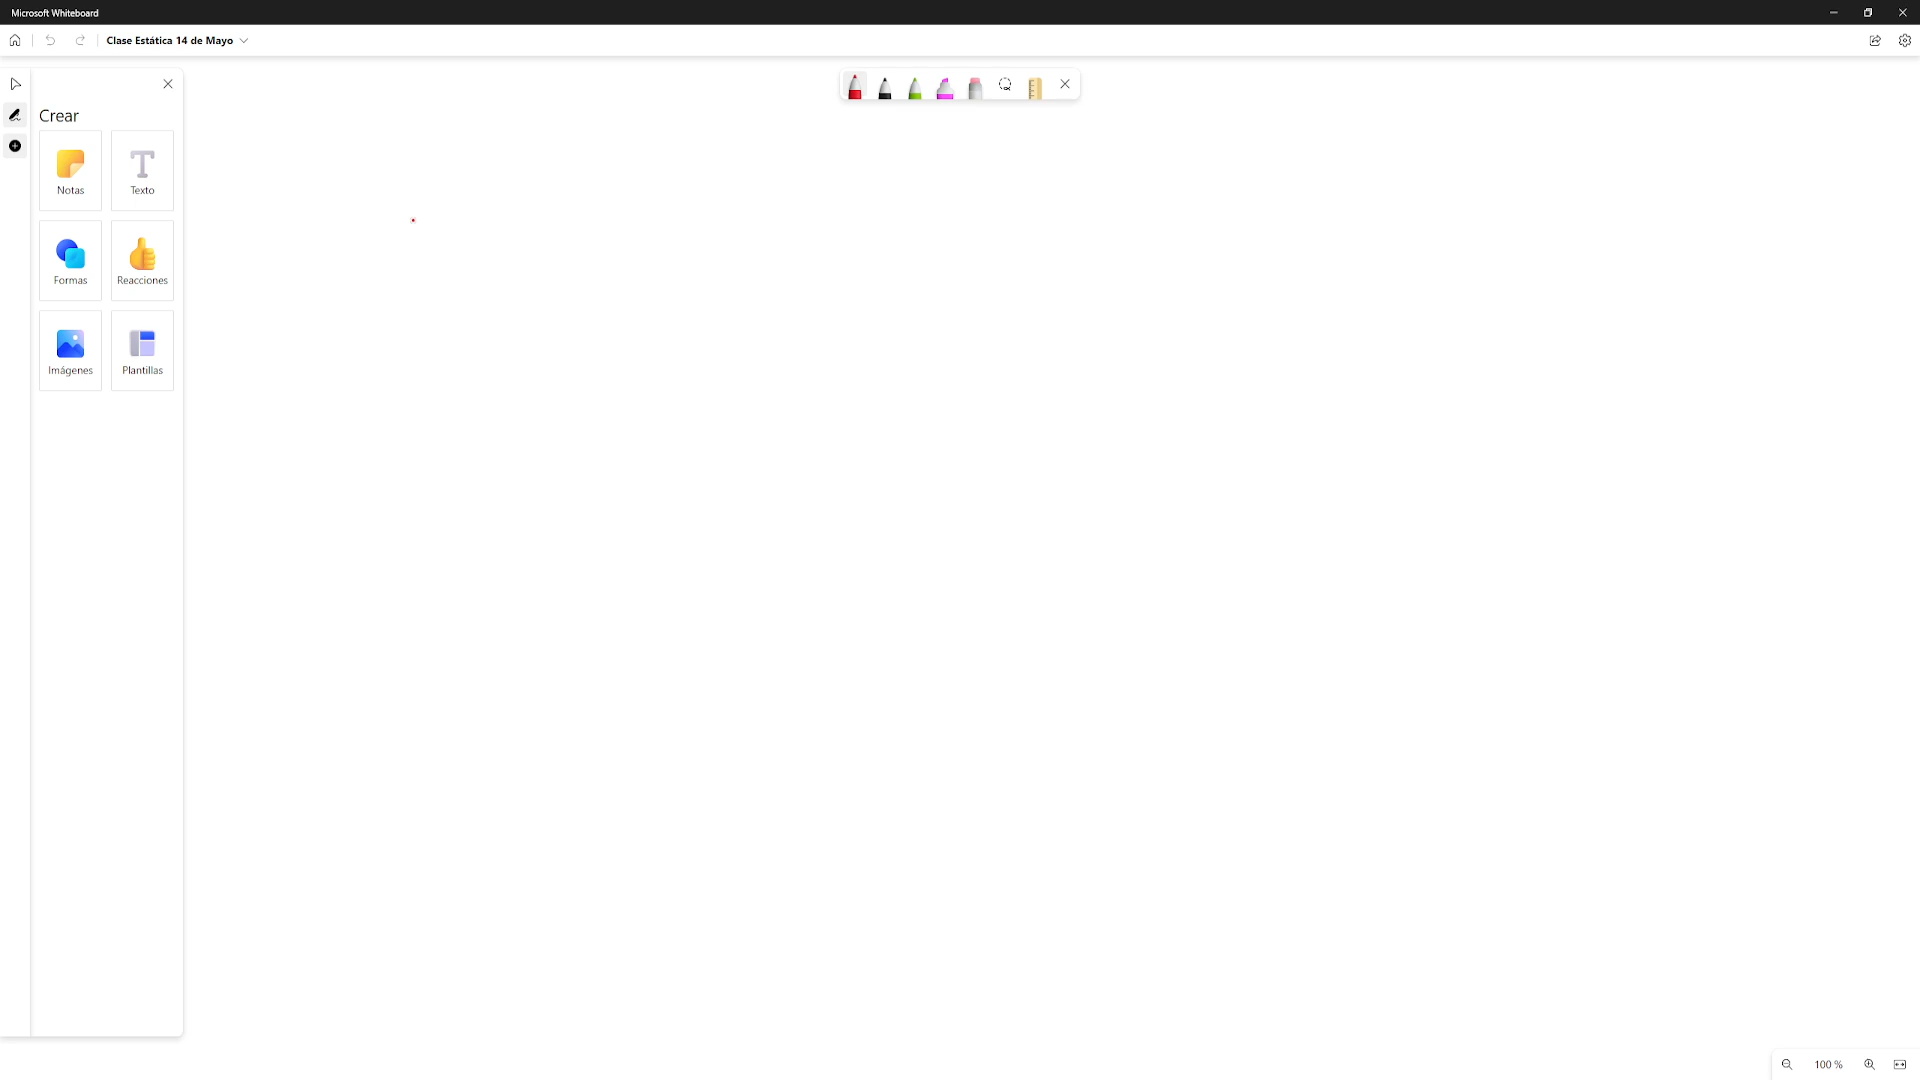 Microsoft Whiteboard
Clase Estática 14 de Mayo
Crear
Notas
Texto
Formas
Reacciones
Imágenes
Plantillas
100 %